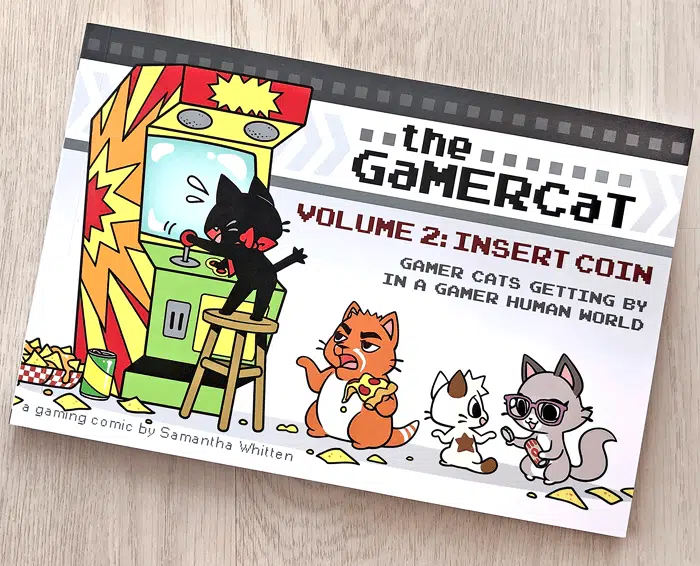 the
GaMERCaT
VOLUME 2: INSERT COIN
GAMER CATS GETTING BY
IN A GAMER HUMAN WORLD
a gaming comic by Samantha Whitten